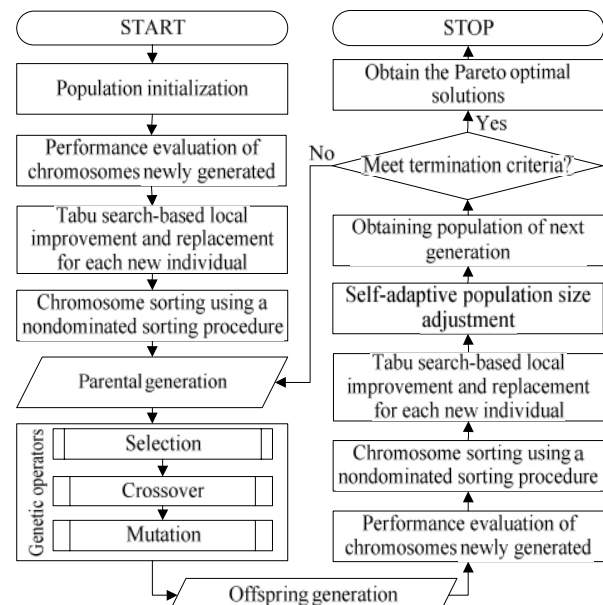 START
Population initialization
Performance evaluation of
chromosomes newly generated
Tabu search-based local
improvement and replacement
for each new individual
Chromosome sorting using a
nondominated sorting procedure
Parental generation
Genetic operators
Selection
Crossover
Mutation
Offspring generation
STOP
Obtain the Pareto optimal
solutions
Yes
No
Meet termination criteria?
Obtaining population of next
generation
Self-adaptive population size
adjustment
Tabu search-based local
improvement and replacement
for each new individual
Chromosome sorting using a
nondominated sorting procedure
Performance evaluation of
chromosomes newly generated